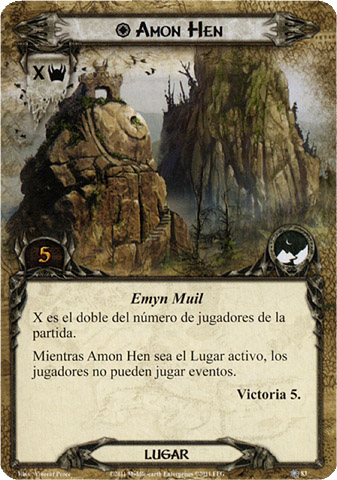 Amon Hen
X
5
Emyn Muil
X es el doble del número de jugadores de la
partida.
Mientras Amon Hen sea el Lugar activo, los
jugadores no pueden jugar eventos.
Victoria 5.
LUGAR
83